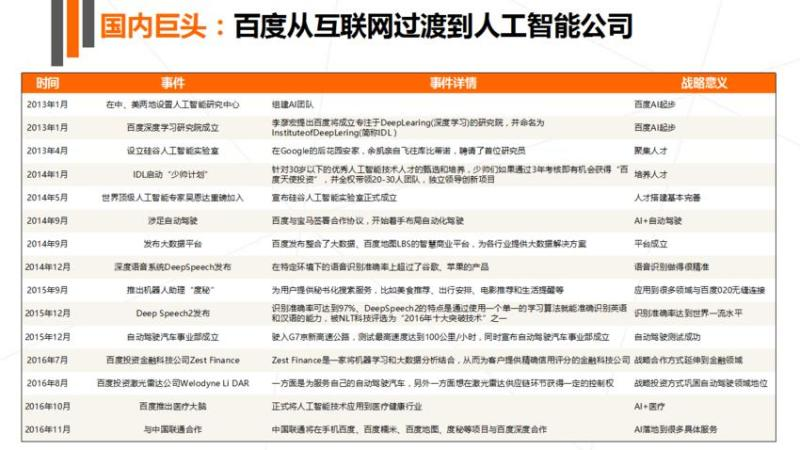 国内巨头：百度从互联网过渡到人工智能公司
时间 事件 事件详情 战略意义
2013年1月 在中、美两地设置人工智能研究中心 组建AI团队 百度AI起步
2013年1月 百度深度学习研究院成立 李彦宏提出百度将成立专注于DeepLearing(深度学习)的研究院，并命名为
InstituteofDeepLering(简称IDL） 百度AI起步
2013年4月 设立硅谷人工智能实验室 在Google的后花园安家，余凯亲自飞往库比蒂诺，聘请了首位研究员 聚集人才
2014年1月 IDL启动“少帅计划” 针对30岁以下的优秀人工智能技术人才的甄选和培养，少帅们如果通过3年考核即有机会获得“百
度天使投资”，并全权带领20-30人团队，独立领导创新项目 培养人才
2014年5月 世界顶级人工智能专家吴恩达重磅加入 宣布硅谷人工智能实验室正式成立 人才搭建基本完善
2014年9月 涉足自动驾驶 百度与宝马签署合作协议，开始着手布局自动化驾驶 AI+自动驾驶
2014年9月 发布大数据平台 百度发布整合了大数据、百度地图LBS的智慧商业平台，为各行业提供大数据解决方案 平台成立
2014年12月 深度语音系统DeepSpeech发布 在特定环境下的语音识别准确率上超过了谷歌、苹果的产品 语音识别做得很精准
2015年9月 推出机器人助理“度秘” 为用户提供秘书化搜索服务，比如美食推荐、出行安排、电影推荐和生活提醒等 应用到很多领域与百度020无缝连接
2015年12月 Deep Speech2发布 识别准确率可达到97%、DeepSpeech2的特点是通过使用一个单一的学习算法就能准确识别英语
和汉语的能力，被NLT科技评选为“2016年十大突破技术”之一 识别准确率达到世界一流水平
2015年12月 自动驾驶汽车事业部成立 驶入G7京新高速公路，测试最高速度达到100公里/小时，同时宣布自动驾驶汽车事业部成立 自动驾驶测试成功
2016年7月 百度投资金融科技公司Zest Finance Zest Finance是一家将机器学习和大数据分析结合，从而为客户提供精确信用评分的金融科技公司 战略合作方式延伸到金融领域
2016年8月 百度投资激光雷达公司Welodyne Li DAR 一方面是为服务自己的自动驾驶汽车，另外一方面想在激光雷达供应链环节获得一定的控制权 战略投资方式巩固自动驾驶领域地位
2016年10月 百度推出医疗大脑 正式将人工智能技术应用到医疗健康行业 AI+医疗
2016年11月 与中国联通合作 中国联通将在手机百度、百度糯米、百度地图、度秘等项目与百度深度合作 AI落地到很多具体服务